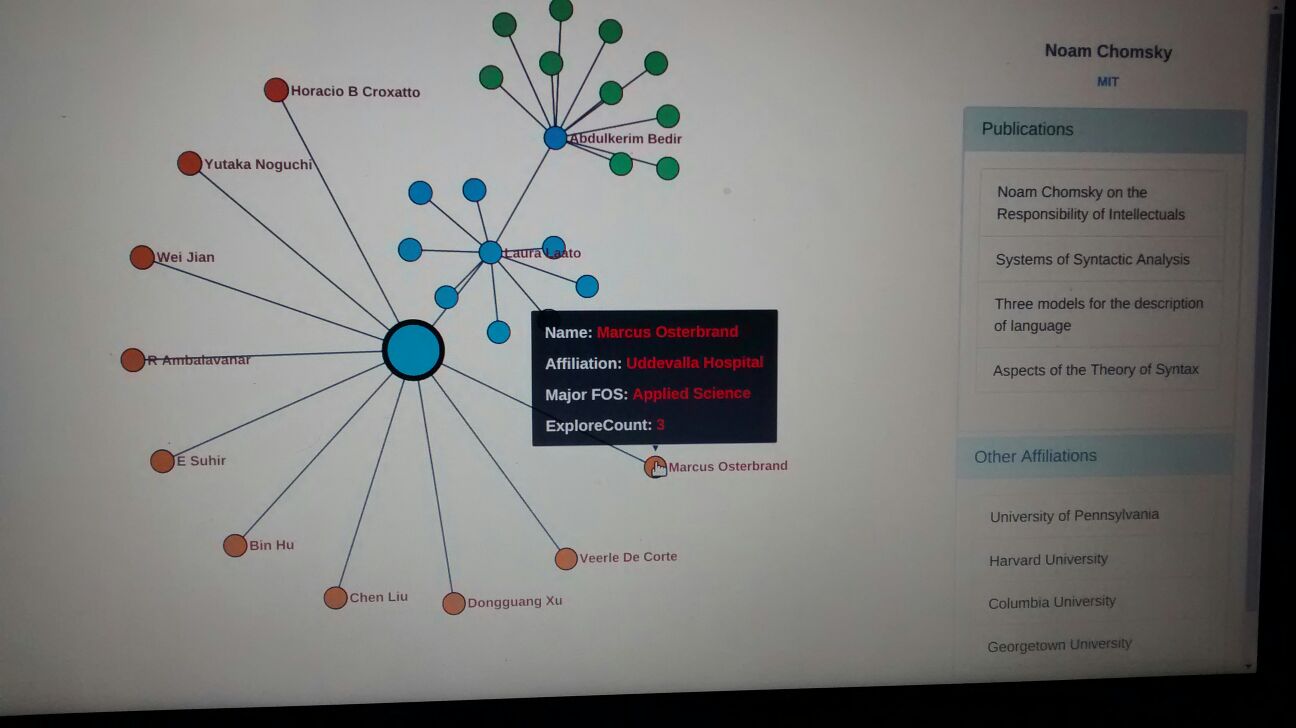 Noam Chomsky
MIT
Publications
Noam Chomsky on the
Responsibility of Intellectuals
Systems of Syntactic Analysis
Three models for the description
of language
Aspects of the Theory of Syntax
Other Affiliations
University of Pennsylvania
Harvard University
Columbia University
Georgetown University
Horacio B Croxatto
Abdulkerim Bedir
Yutaka Noguchi
Laura Laato
Wei Jian
Name: Marcus Osterbrand
Affiliation: Uddevalla Hospital
Major FOS: Applied Science
ExploreCount: 3
R Ambalavanar
E Suhir
Marcus Osterbrand
Bin Hu
Veerle De Corte
Chen Liu
Dongguang Xu